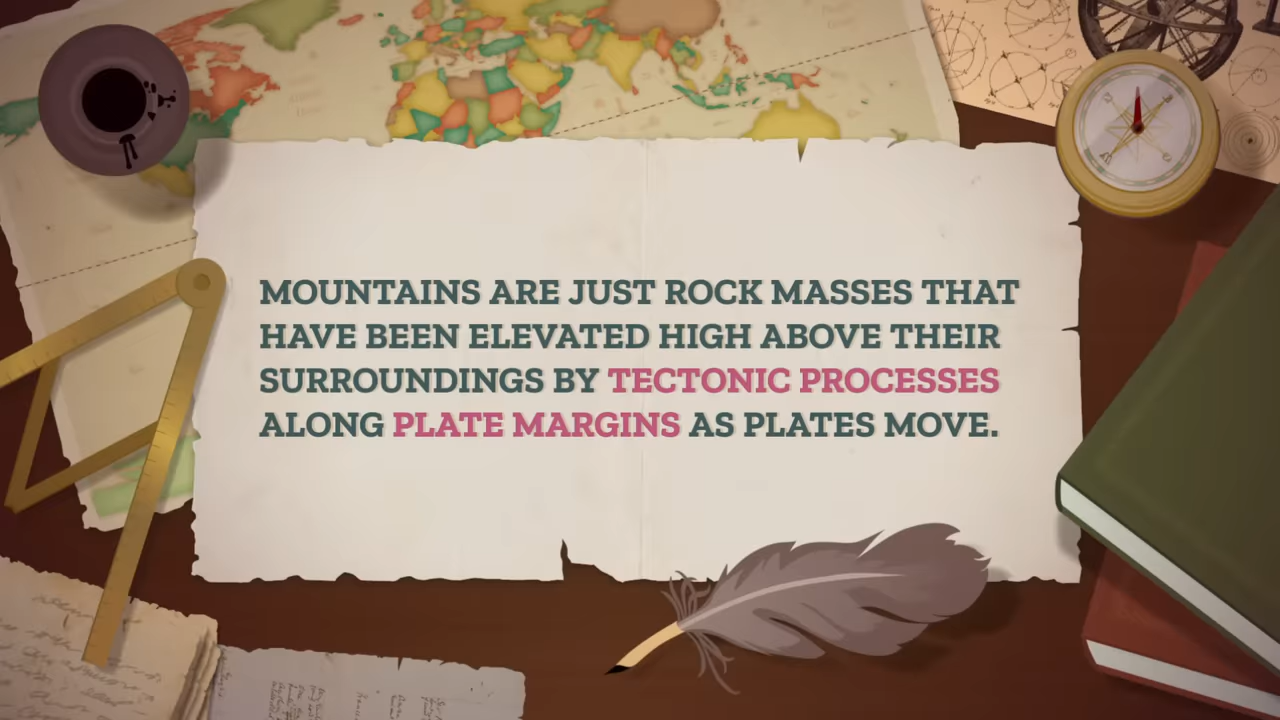 MOUNTAINS ARE JUST ROCK MASSES THAT
HAVE BEEN ELEVATED HIGH ABOVE THEIR
SURROUNDINGS BY TECTONIC PROCESSES
ALONG PLATE MARGINS AS PLATES MOVE.